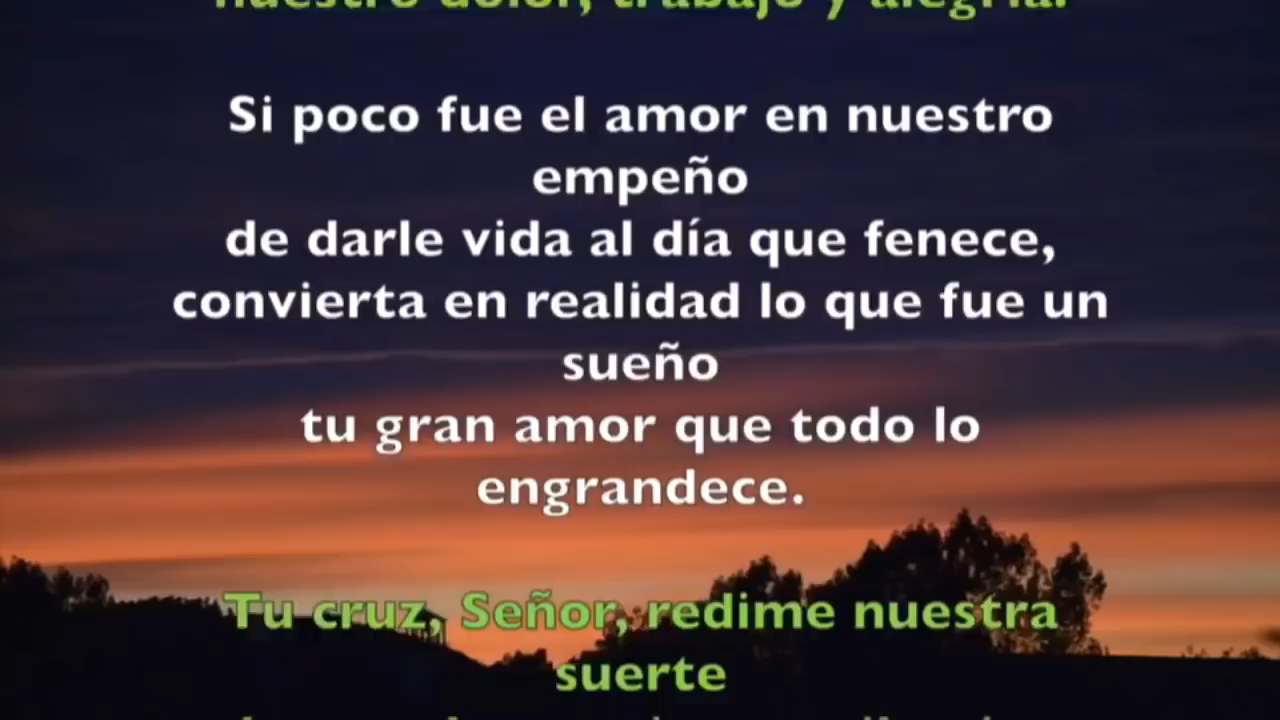 nuestro dolor, trabajo y alegría.
Si poco fue el amor en nuestro
empeño
de darle vida al día que fenece,
convierta en realidad lo que fue un
sueño
tu gran amor que todo lo
engrandece.
Tu cruz, Señor, redime nuestra
suerte